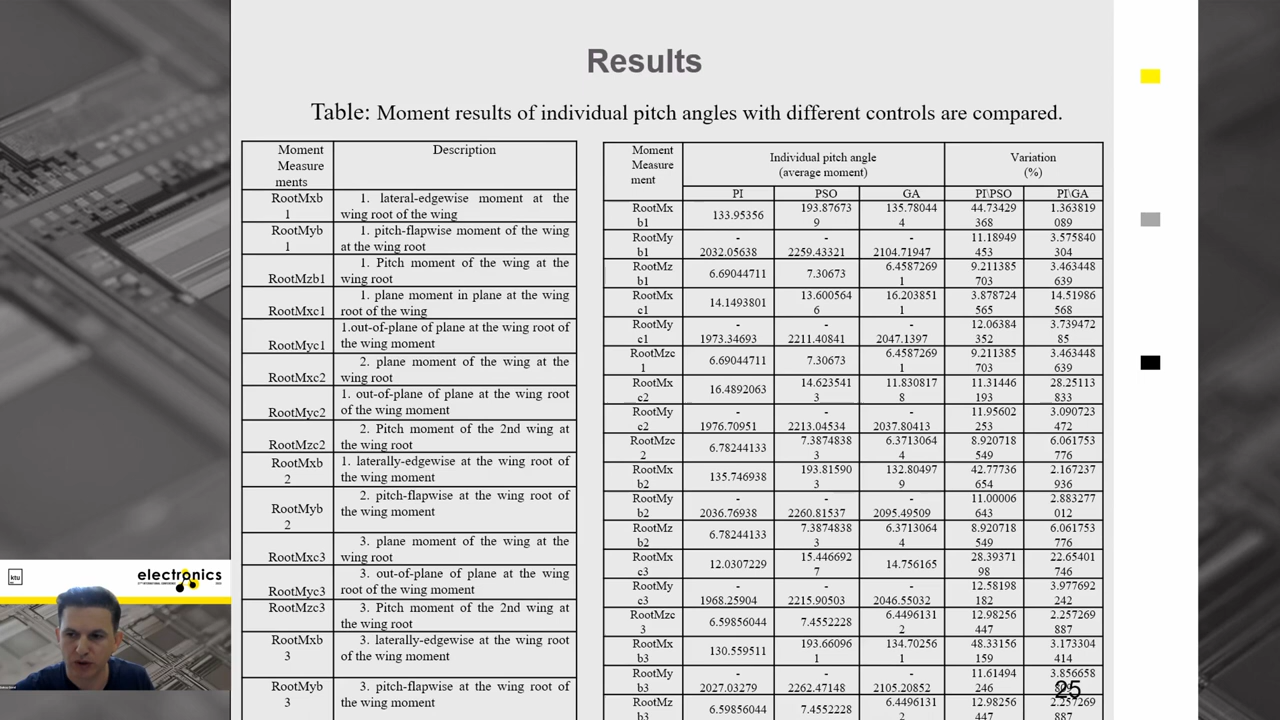 Results
Table: Moment results of individual pitch angles with different controls are compared.
Moment
Measure
ments
Description
RootMxb
1
1. lateral-edgewise moment at the
wing root of the wing
RootMyb
1
1. pitch-flapwise moment of the wing
at the wing root
RootMzb1
1. Pitch moment of the wing at the
wing root
RootMxc1
1. plane moment in plane at the wing
root of the wing
RootMyc1
1.out-of-plane of plane at the wing root of
the wing moment
RootMxc2
2. plane moment of the wing at the
wing root
RootMyc2
1. out-of-plane of plane at the wing root
of the wing moment
RootMzc2
2. Pitch moment of the 2nd wing at
the wing root
RootMxb
2
1. laterally-edgewise at the wing root of
the wing moment
RootMyb
2
2. pitch-flapwise at the wing root of
the wing moment
RootMxc3
3. plane moment of the wing at the
wing root
RootMyc3
3. out-of-plane of plane at the wing
root of the wing moment
RootMzc3
3. Pitch moment of the 2nd wing at
the wing root
RootMxb
3
3. laterally-edgewise at the wing root
of the wing moment
RootMyb
3
3. pitch-flapwise at the wing root of
the wing moment
Moment
Measure
ment
Individual pitch angle
(average moment)
Variation
(%)
PI PSO GA PI\PSO PI\GA
RootMx 193.87673 135.78044 44.73429 1.363819
b1 133.95356 9 4 368 089
RootMy - - - 11.18949 3.575840
b1 2032.05638 2259.43321 2104.71947 453 304
RootMz 6.4587269 9.211385 3.463448
b1 6.69044711 7.30673 1 703 639
RootMx 13.600564 16.203851 3.878724 14.51986
c1 14.1493801 6 1 565 568
RootMy - - - 12.06384 3.739472
c1 1973.34693 2211.40841 2047.1397 352 85
RootMzc 6.4587269 9.211385 3.463448
1 6.69044711 7.30673 1 703 639
RootMx 14.623541 11.830817 11.31446 28.25113
c2 16.4892063 3 8 193 833
RootMy - - - 11.95602 3.090723
c2 1976.70951 2213.04534 2037.80413 253 472
RootMzc 7.3874838 6.3713064 8.920718 6.061753
2 6.78244133 3 4 549 776
RootMx 193.81590 132.80497 42.77736 2.167237
b2 135.746938 3 9 654 936
RootMy - - - 11.00006 2.883277
b2 2036.76938 2260.81537 2095.49509 643 012
RootMz 7.3874838 6.3713064 8.920718 6.061753
b2 6.78244133 3 4 549 776
RootMx 15.446692 28.39371 22.65401
c3 12.0307229 7 14.756165 98 746
RootMy - - - 12.58198 3.977692
c3 1968.25904 2215.90503 2046.55032 182 242
RootMzc 6.4496131 12.98256 2.257269
3 6.59856044 7.4552228 2 447 887
RootMx 193.66096 134.70256 48.33156 3.173304
b3 130.559511 1 1 159 414
RootMy - - - 11.61494 3.856658
b3 2027.03279 2262.47148 2105.20852 246
RootMz 6.4496131 12.98256 2.257269
b3 6.59856044 7.4552228 2 447 887
25
ktu
electronics